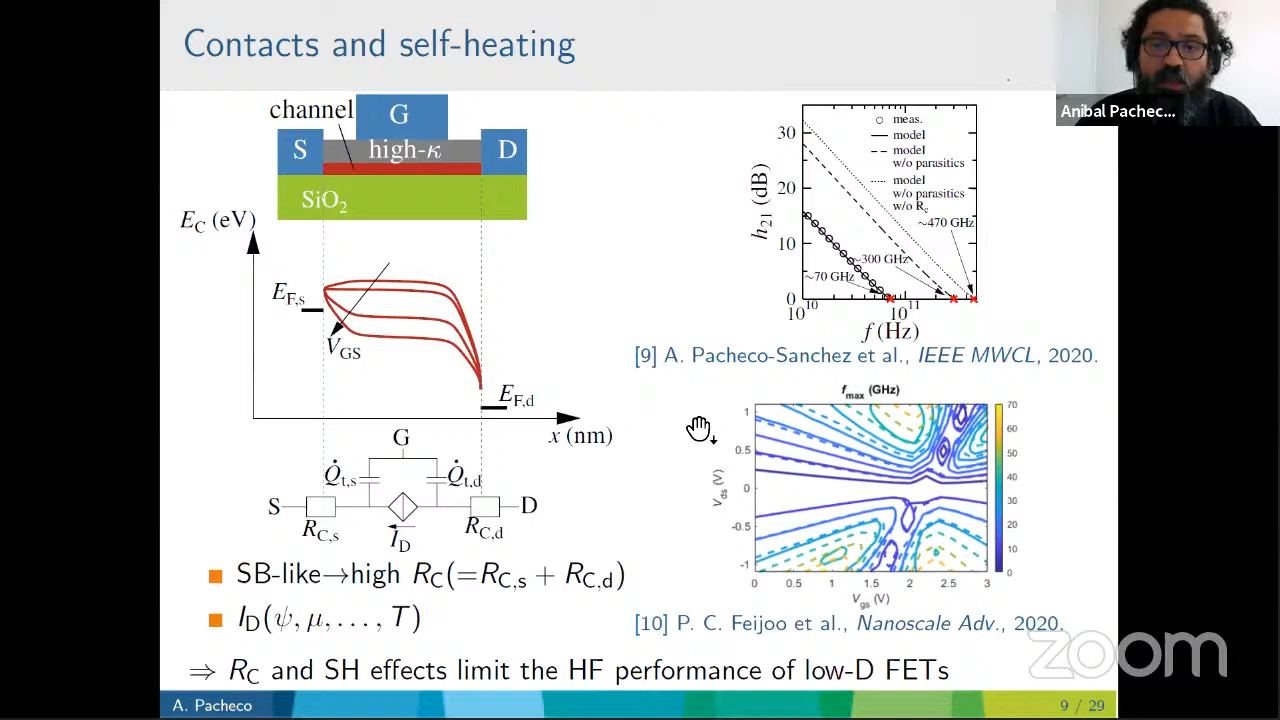 Contacts and self-heating
Anibal Pachec...
channel
G
S
high-κ
D
SiO2
EC (eV)
EF,s
VGS
EF,d
x (nm)
G
Q̇t,s
Q̇t,d
S
D
RC,s
ID
RC,d
SB-like→high RC(=RC,s + RC,d)
ID(ψ, μ, . . . , T)
⇒ RC and SH effects limit the HF performance of low-D FETs
30
20
10
0
h21 (dB)
meas.
model
model
w/o parasitics
model
w/o parasitics
w/o Rc
~470 GHz
~300 GHz
~70 GHz
10^10
10^11
f (Hz)
[9] A. Pacheco-Sanchez et al., IEEE MWCL, 2020.
fmax (GHz)
1
0.5
0
-0.5
-1
Vds (V)
0 0.5 1 1.5 2 2.5 3
Vgs (V)
70
60
50
40
30
20
10
0
[10] P. C. Feijoo et al., Nanoscale Adv., 2020.
zoom
A. Pacheco
9 / 29